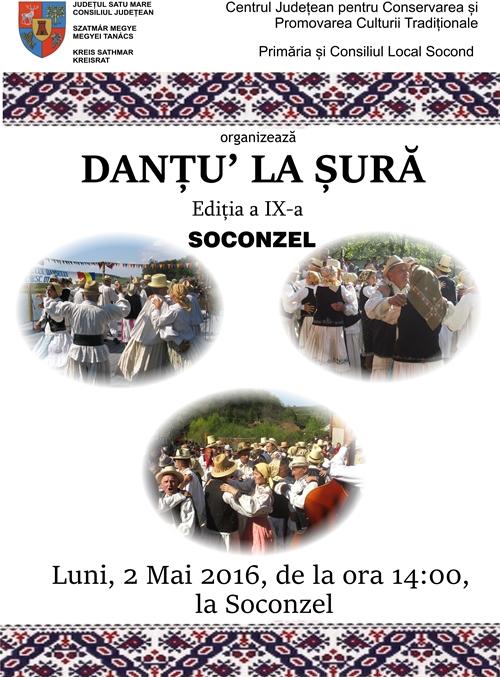 JUDEȚUL SATU MARE
CONSILIUL JUDEȚEAN
SZATMÁR MEGYE
MEGYEI TANÁCS
KREIS SATHMAR
KREISRAT
Centrul Județean pentru Conservarea și
Promovarea Culturii Tradiționale
Primăria și Consiliul Local Socond
organizează
DANȚU’ LA ȘURĂ
Ediția a IX-a
SOCONZEL
Luni, 2 Mai 2016, de la ora 14:00,
la Soconzel